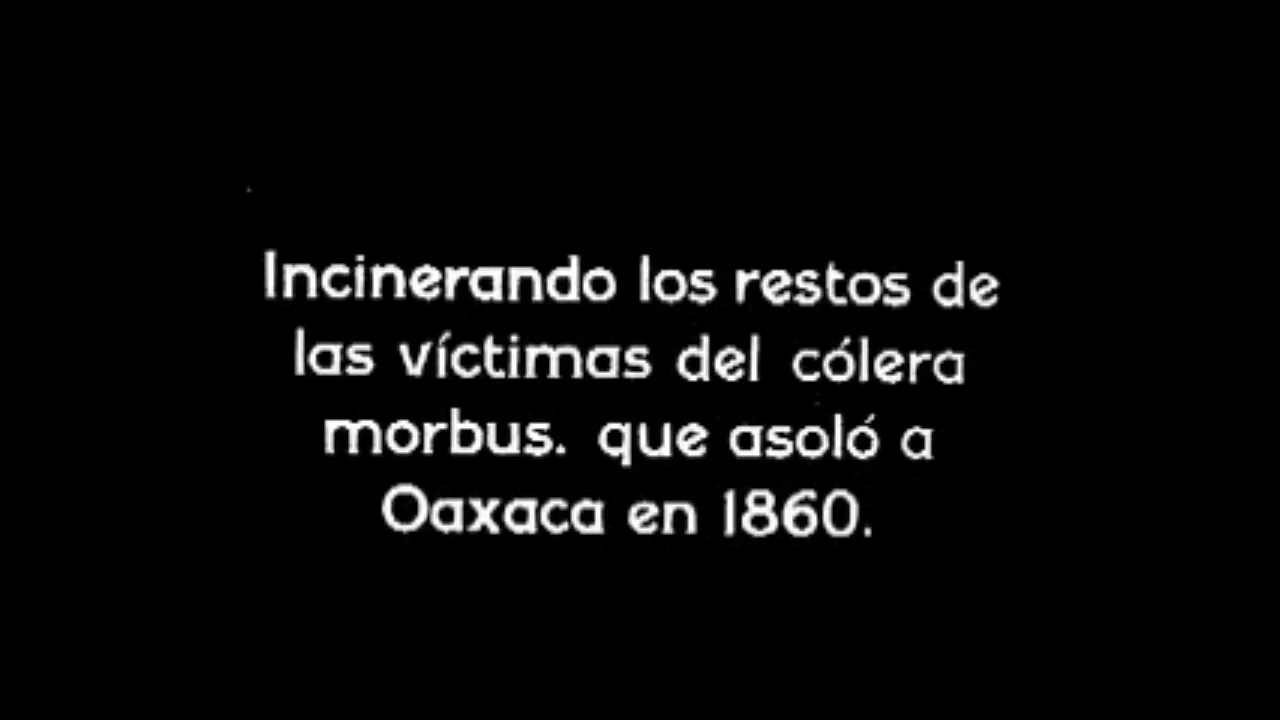 Incinerando los restos de
las víctimas del cólera
morbus. que asoló a
Oaxaca en 1860.